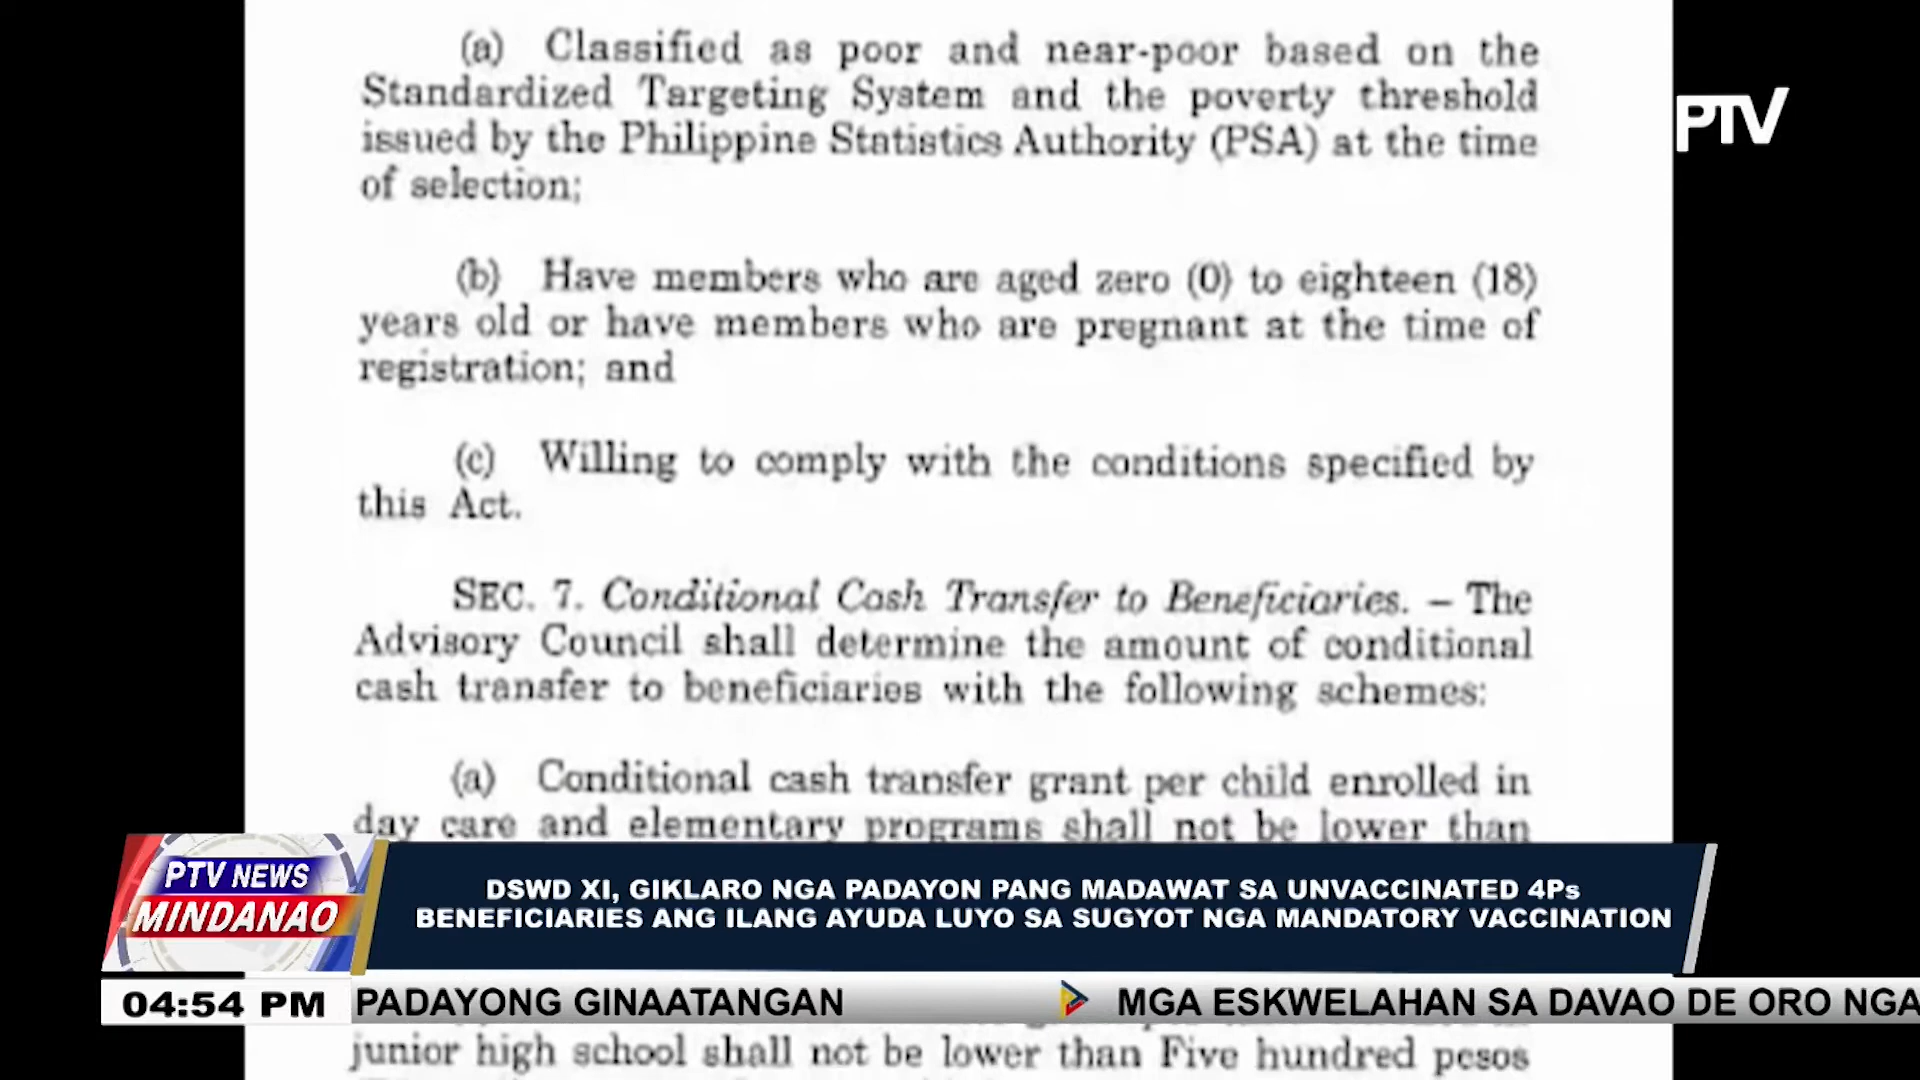 (a) Classified as poor and near-poor based on the
Standardized Targeting System and the poverty threshold
issued by the Philippine Statistics Authority (PSA) at the time
of selection;
(b) Have members who are aged zero (0) to eighteen (18)
years old or have members who are pregnant at the time of
registration; and
(c) Willing to comply with the conditions specified by
this Act.
SEC. 7. Conditional Cash Transfer to Beneficiaries. – The
Advisory Council shall determine the amount of conditional
cash transfer to beneficiaries with the following schemes:
(a) Conditional cash transfer grant per child enrolled in
day care and elementary programs shall not be lower than
junior high school shall not be lower than Five hundred pesos
PTV
PTV NEWS
MINDANAO
DSWD XI, GIKLARO NGA PADAYON PANG MADAWAT SA UNVACCINATED 4Ps
BENEFICIARIES ANG ILANG AYUDA LUYO SA SUGYOT NGA MANDATORY VACCINATION
04:54 PM
PADAYONG GINAATANGAN
MGA ESKWELAHAN SA DAVAO DE ORO NGA